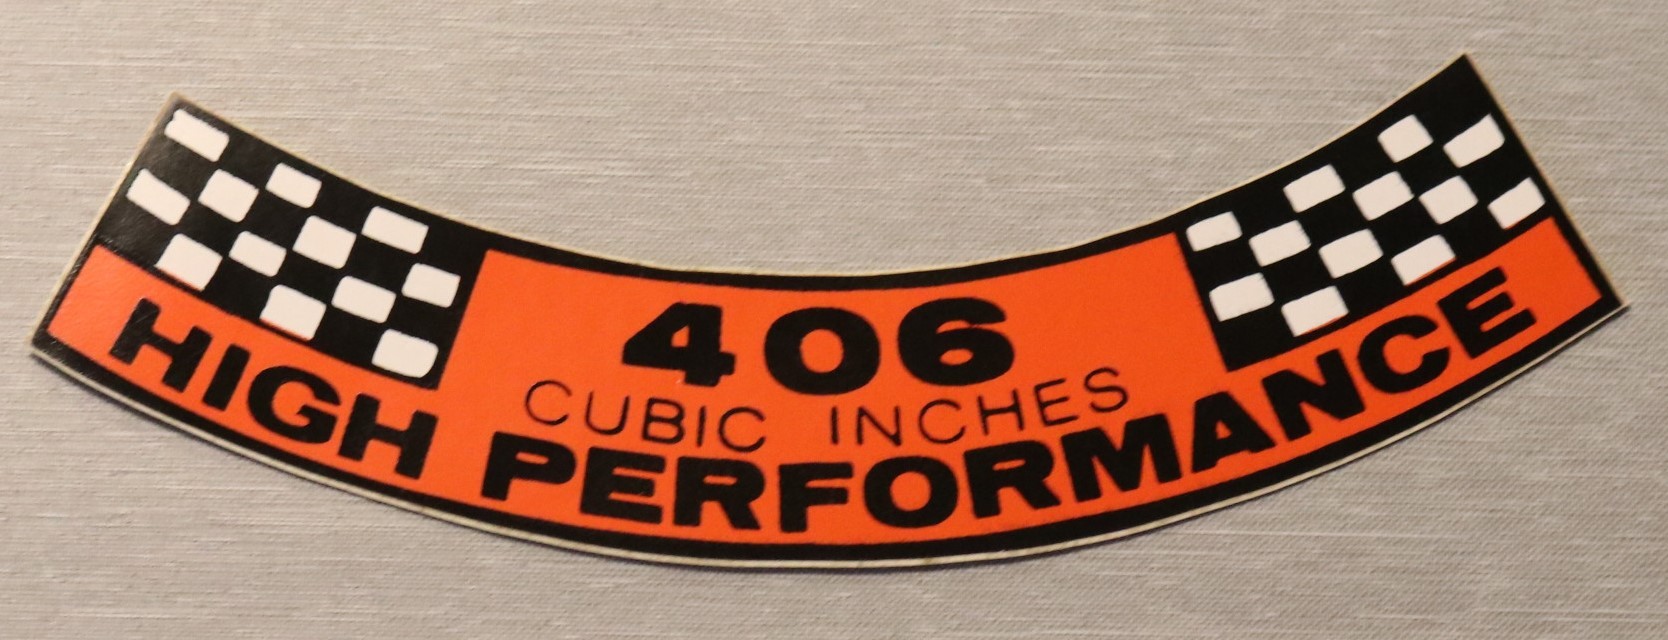 406
CUBIC INCHES
HIGH PERFORMANCE